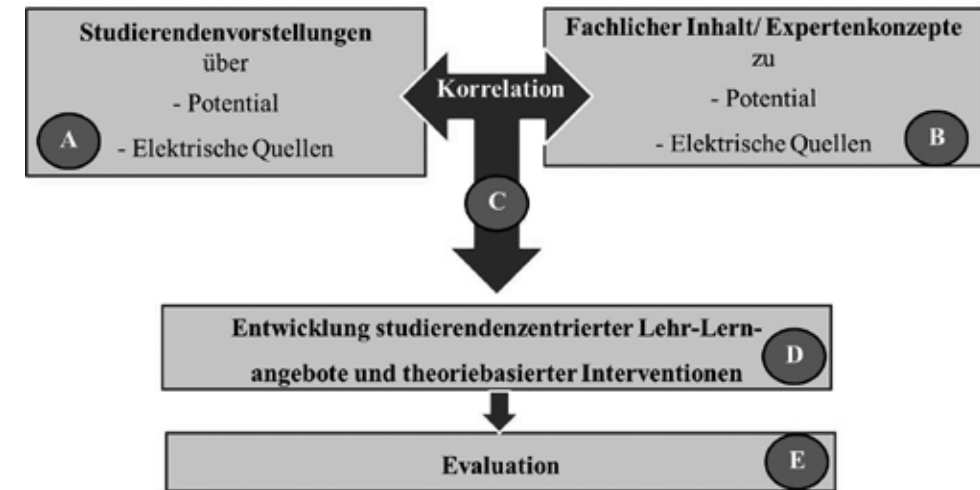 Studierendenvorstellungen
über
- Potential
- Elektrische Quellen
A
Fachlicher Inhalt/ Expertenkonzepte
zu
- Potential
- Elektrische Quellen
B
Korrelation
C
Entwicklung studierendenzentrierter Lehr-Lern-
angebote und theoriebasierter Interventionen
D
Evaluation
E